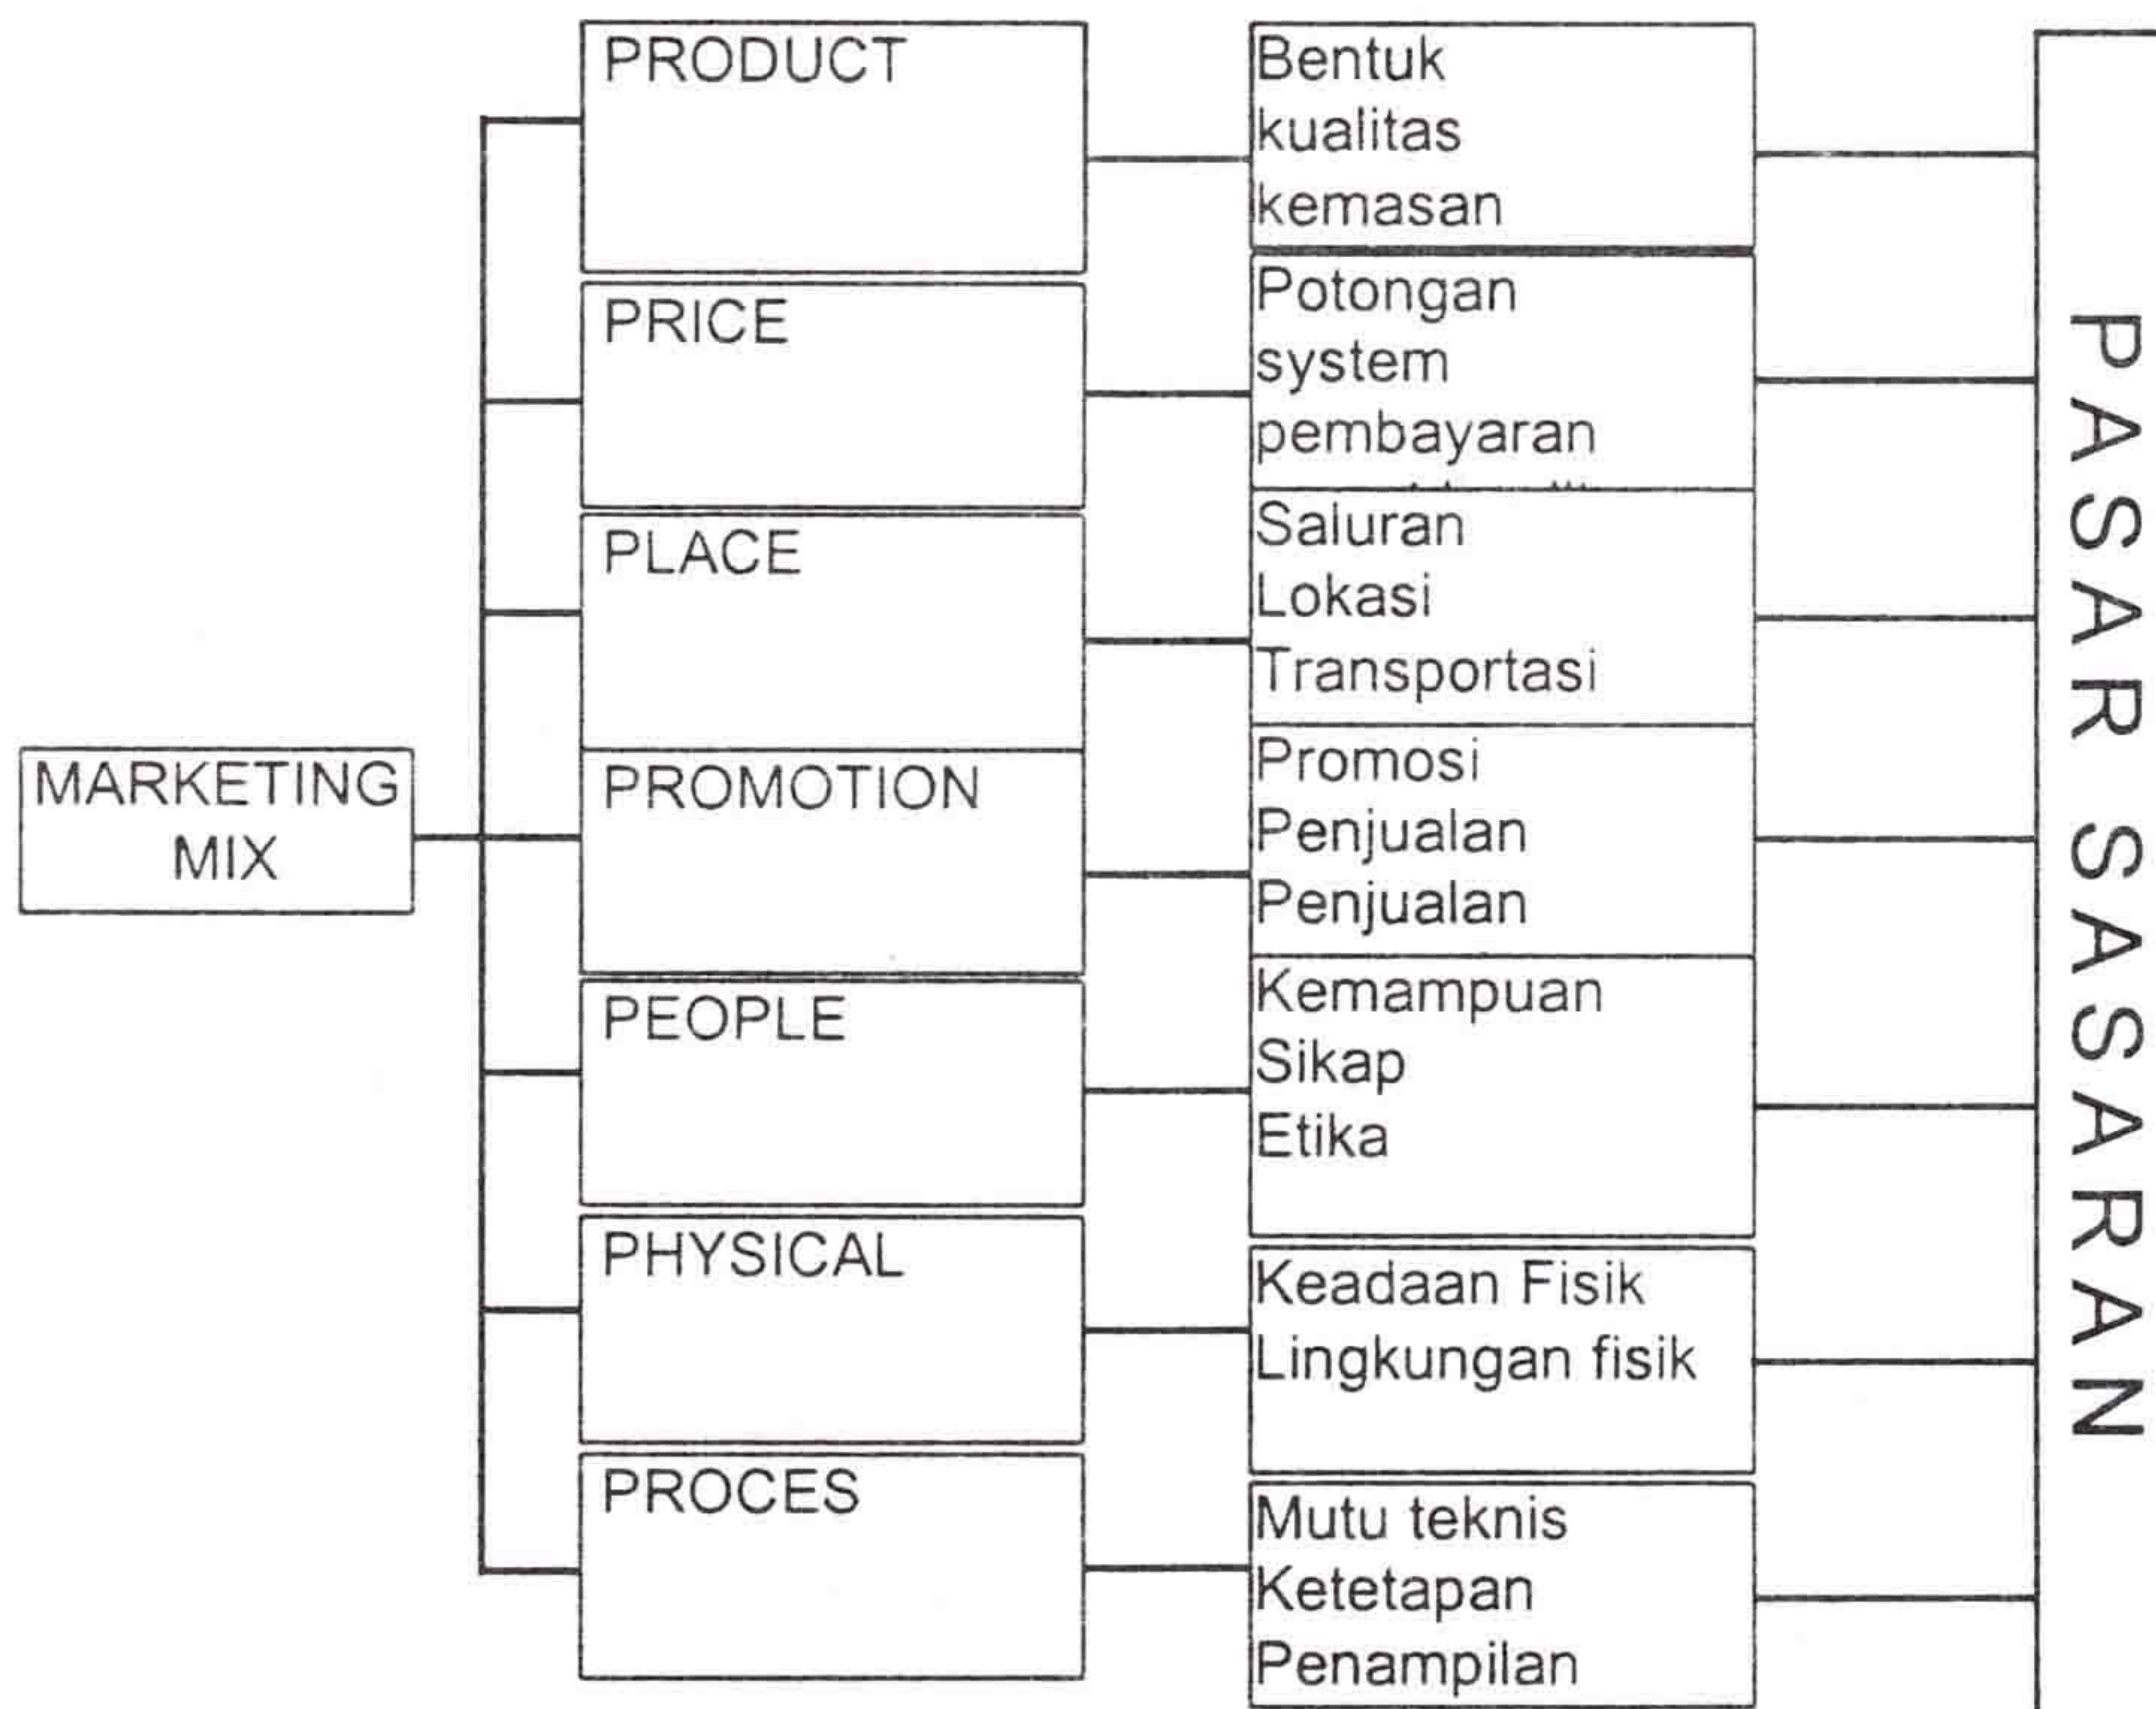 MARKETING
MIX
PRODUCT
PRICE
PLACE
PROMOTION
PEOPLE
PHYSICAL
PROCES
Bentuk
kualitas
kemasan
Potongan
system
pembayaran
Saluran
Lokasi
Transportasi
Promosi
Penjualan
Penjualan
Kemampuan
Sikap
Etika
Keadaan Fisik
Lingkungan fisik
Mutu teknis
Ketetapan
Penampilan
PASAR SASARAN